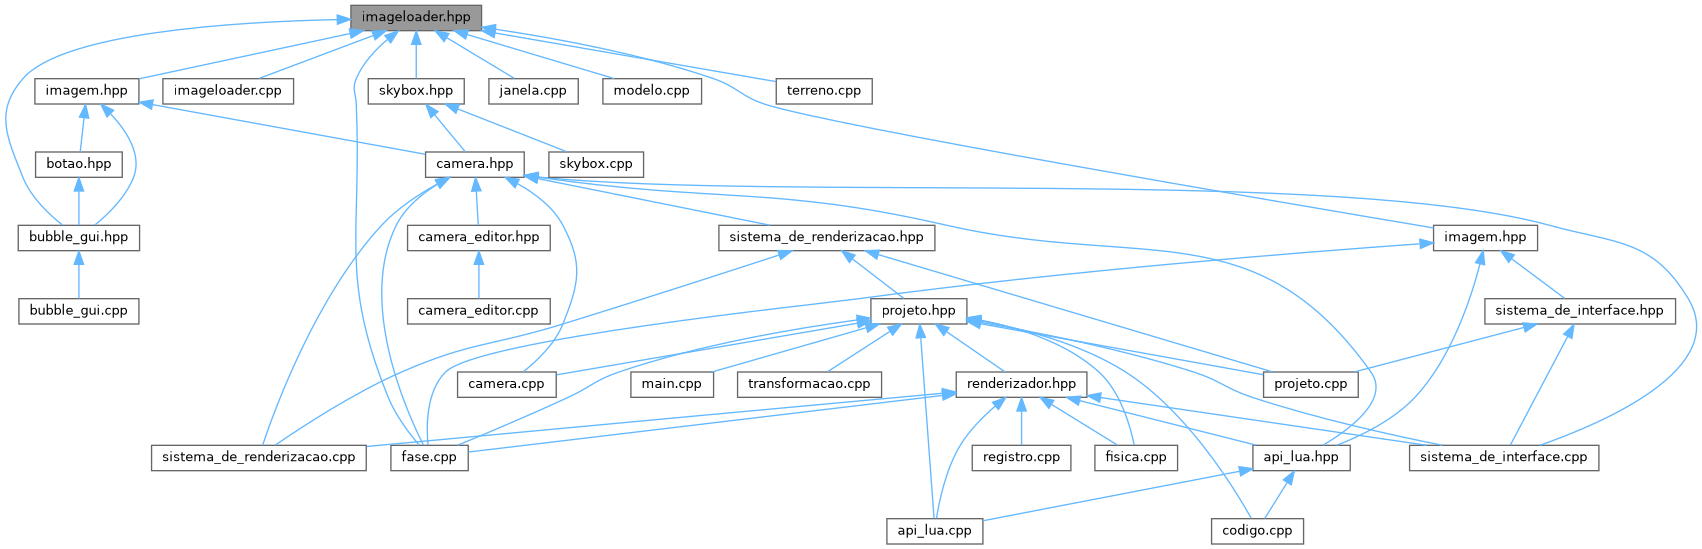 imageloader.hpp
imagem.hpp
imageloader.cpp
skybox.hpp
janela.cpp
modelo.cpp
terreno.cpp
botao.hpp
camera.hpp
skybox.cpp
bubble_gui.hpp
camera_editor.hpp
sistema_de_renderizacao.hpp
imagem.hpp
bubble_gui.cpp
camera_editor.cpp
projeto.hpp
sistema_de_interface.hpp
camera.cpp
main.cpp
transformacao.cpp
renderizador.hpp
projeto.cpp
sistema_de_renderizacao.cpp
fase.cpp
registro.cpp
fisica.cpp
api_lua.hpp
sistema_de_interface.cpp
api_lua.cpp
codigo.cpp